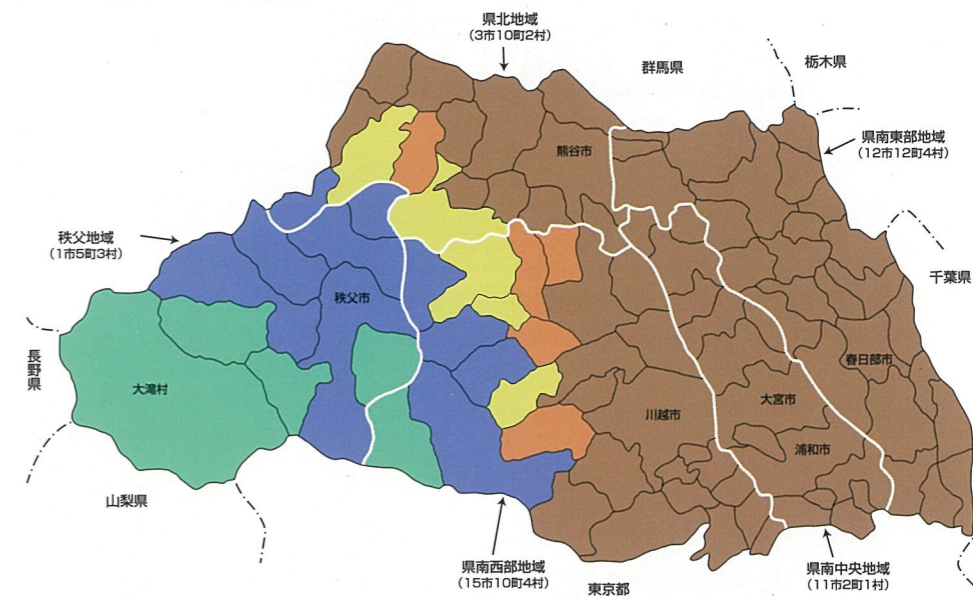 県北地域
(3市10町2村)
群馬県
栃木県
県南東部地域
(12市12町4村)
熊谷市
秩父地域
(1市5町3村)
千葉県
秩父市
長野県
大滝村
春日部市
大宮市
川越市
浦和市
山梨県
県南西部地域
(15市10町4村)
東京都
県南中央地域
(11市2町1村)